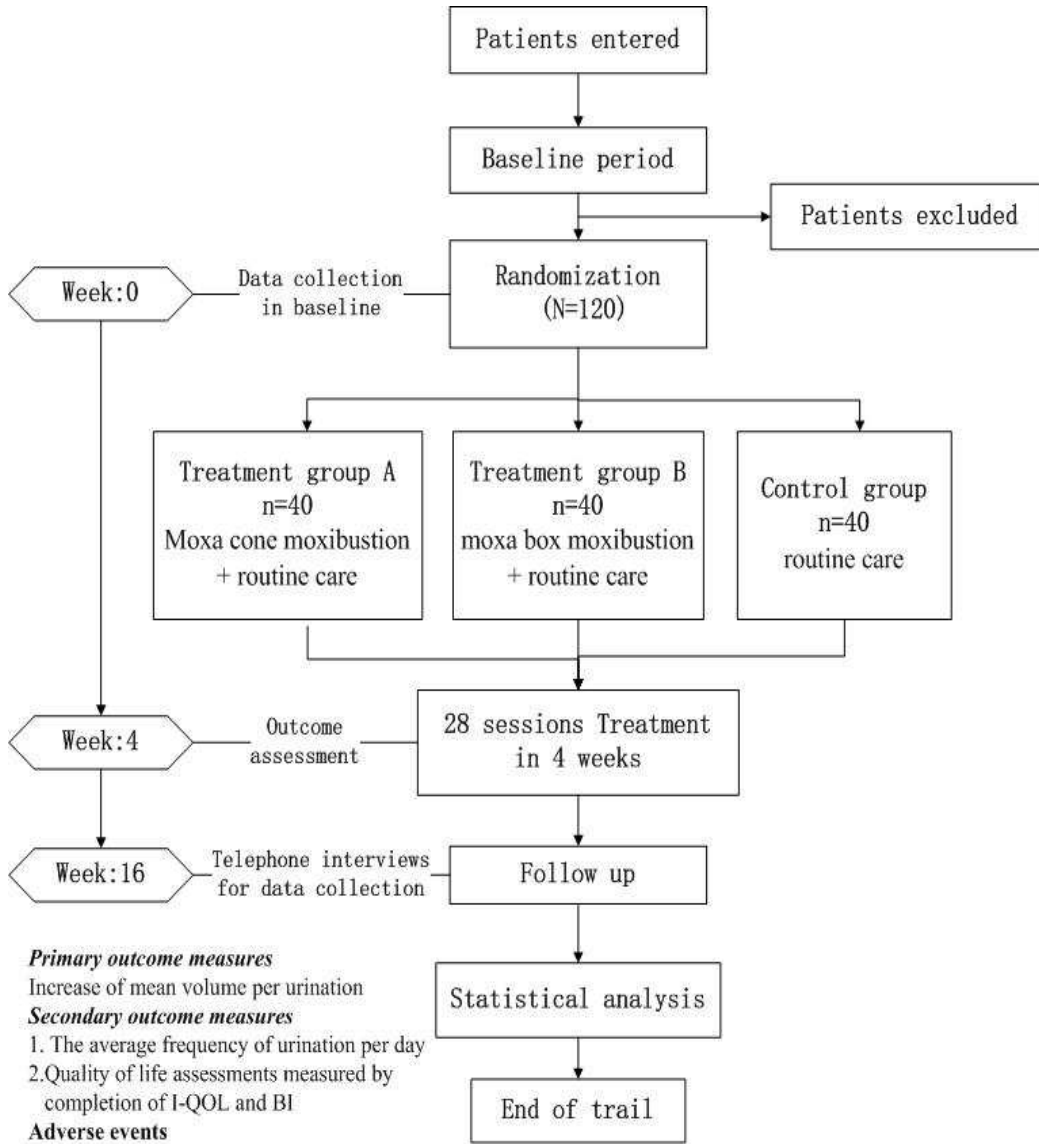 Patients entered
Baseline period
Patients excluded
Week:0
Data collection
in baseline
Randomization
(N=120)
Treatment group A
n=40
Moxa cone moxibustion
+ routine care
Treatment group B
n=40
moxa box moxibustion
+ routine care
Control group
n=40
routine care
Week:4
Outcome
assessment
28 sessions Treatment
in 4 weeks
Week:16
Telephone interviews
for data collection
Follow up
Primary outcome measures
Increase of mean volume per urination
Secondary outcome measures
1. The average frequency of urination per day
2.Quality of life assessments measured by
completion of I-QOL and BI
Adverse events
Statistical analysis
End of trail